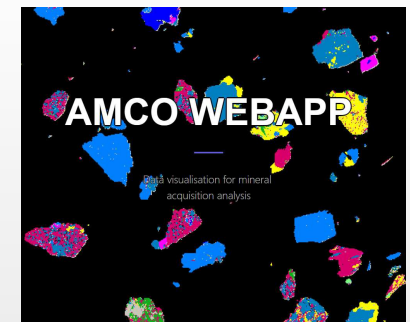 AMCO WEBAPP
Data visualisation for mineral
acquisition analysis